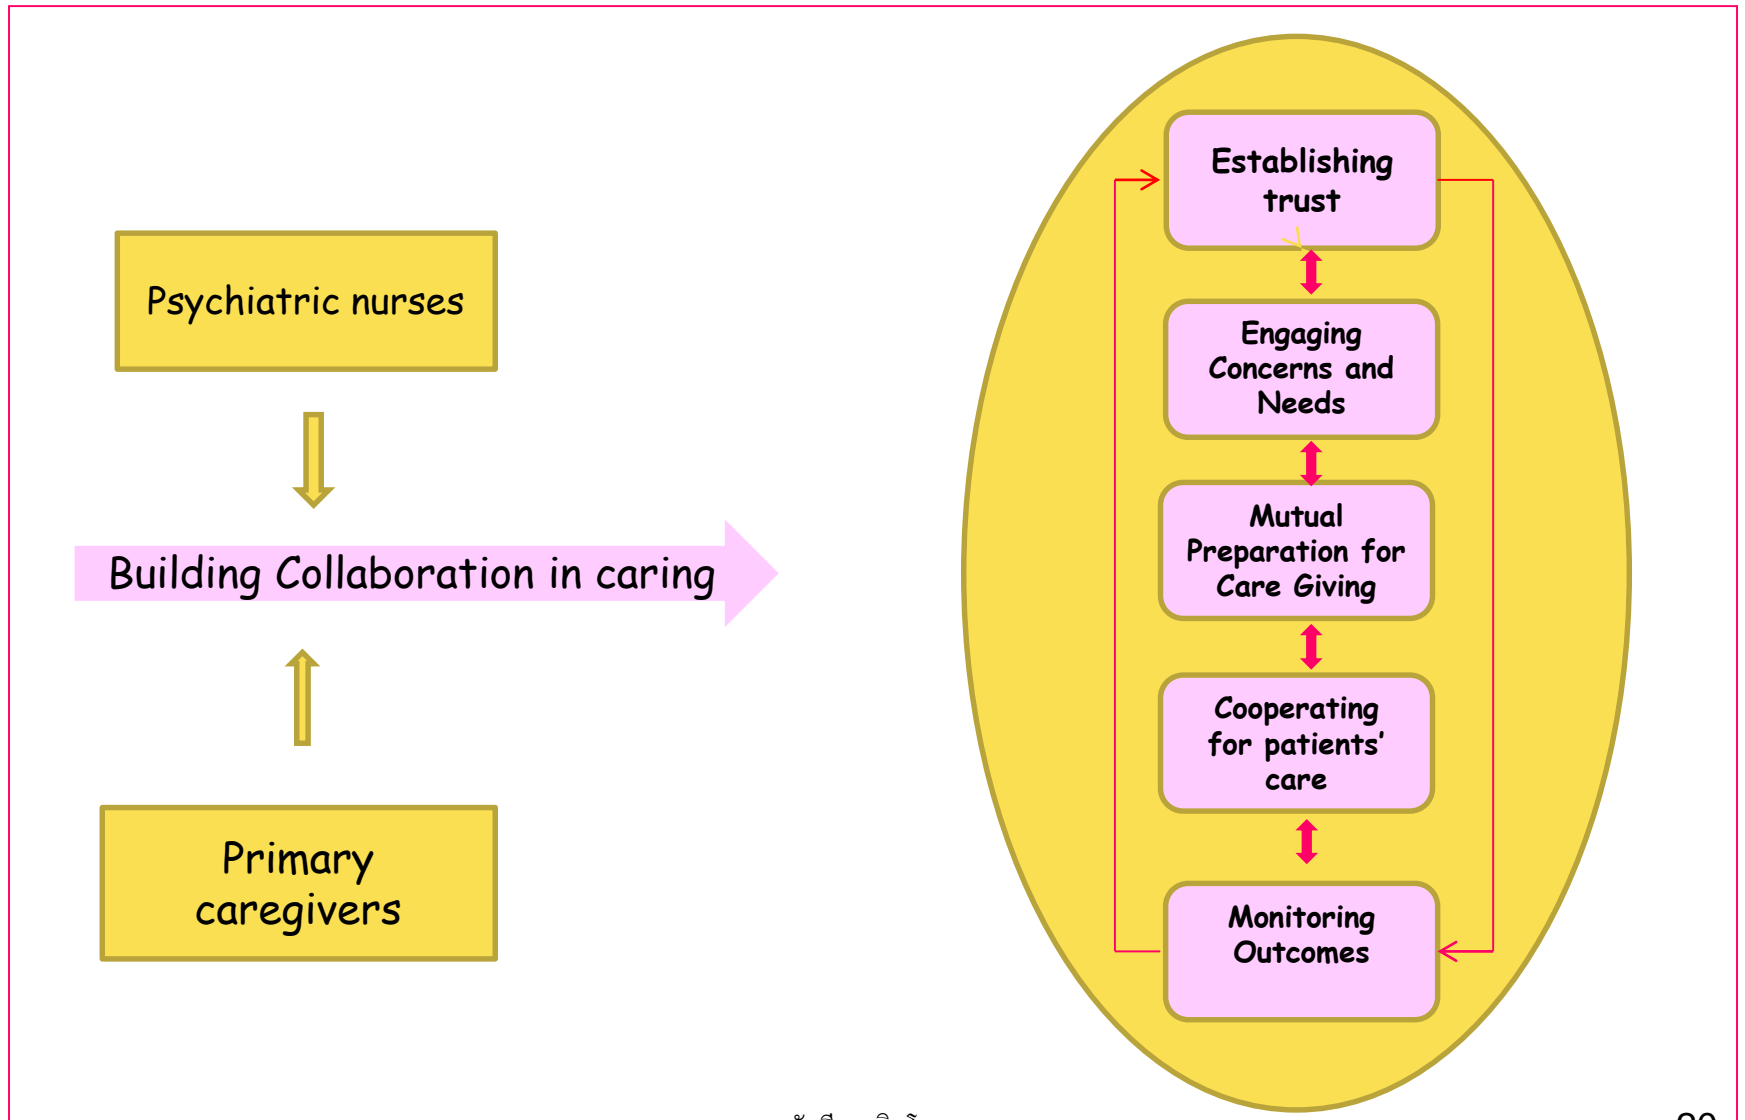 Psychiatric nurses
Building Collaboration in caring
Primary
caregivers
Establishing
trust
Engaging
Concerns and
Needs
Mutual
Preparation for
Care Giving
Cooperating
for patients’
care
Monitoring
Outcomes